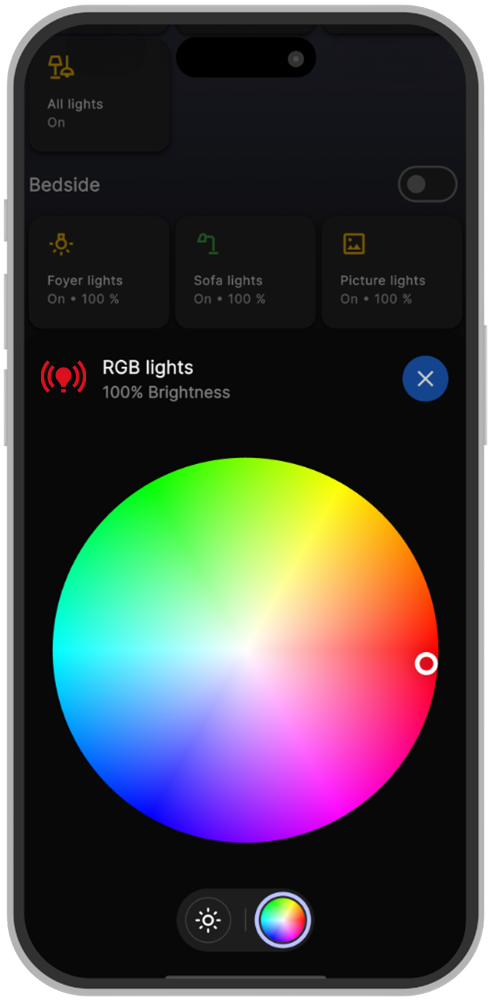 All lights
On
Bedside
Foyer lights
On • 100 %
Sofa lights
On • 100 %
Picture lights
On • 100 %
RGB lights
100% Brightness